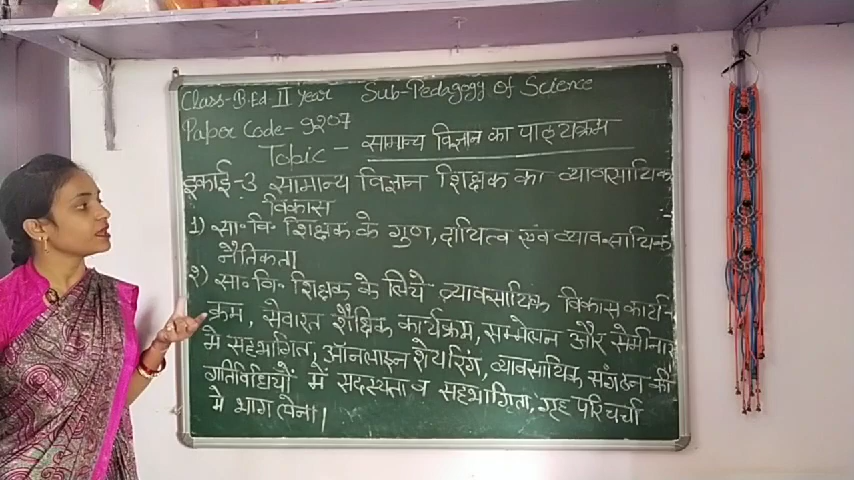 Class-B.Ed-II Year Sub-Pedagogy of Science
Paper Code- 9207
Topic - सामान्य विज्ञान का पाठ्यक्रम
इकाई-3 सामान्य विज्ञान शिक्षक का व्यावसायिक
विकास
1) सा॰ वि॰ शिक्षक के गुण, दायित्व एवं व्यावसायिक
नैतिकता
२) सा॰ वि॰ शिक्षक के लिये व्यावसायिक विकास कार्य-
क्रम, सेवारत शैक्षिक कार्यक्रम, सम्मेलन और सेमीनार
में सहभागित, ऑनलाइन शेयरिंग, व्यावसायिक संगठन की
गतिविधियों में सदस्यता व सहभागिता, गृह परिचर्चा
मे भाग लेना।